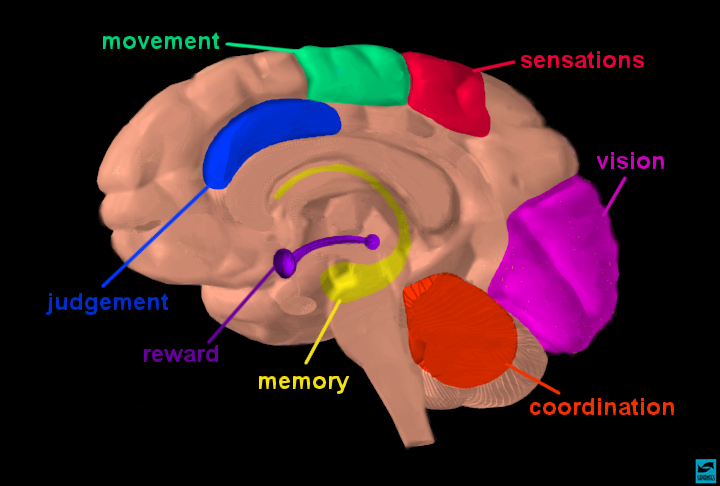 movement
sensations
vision
judgement
reward
memory
coordination